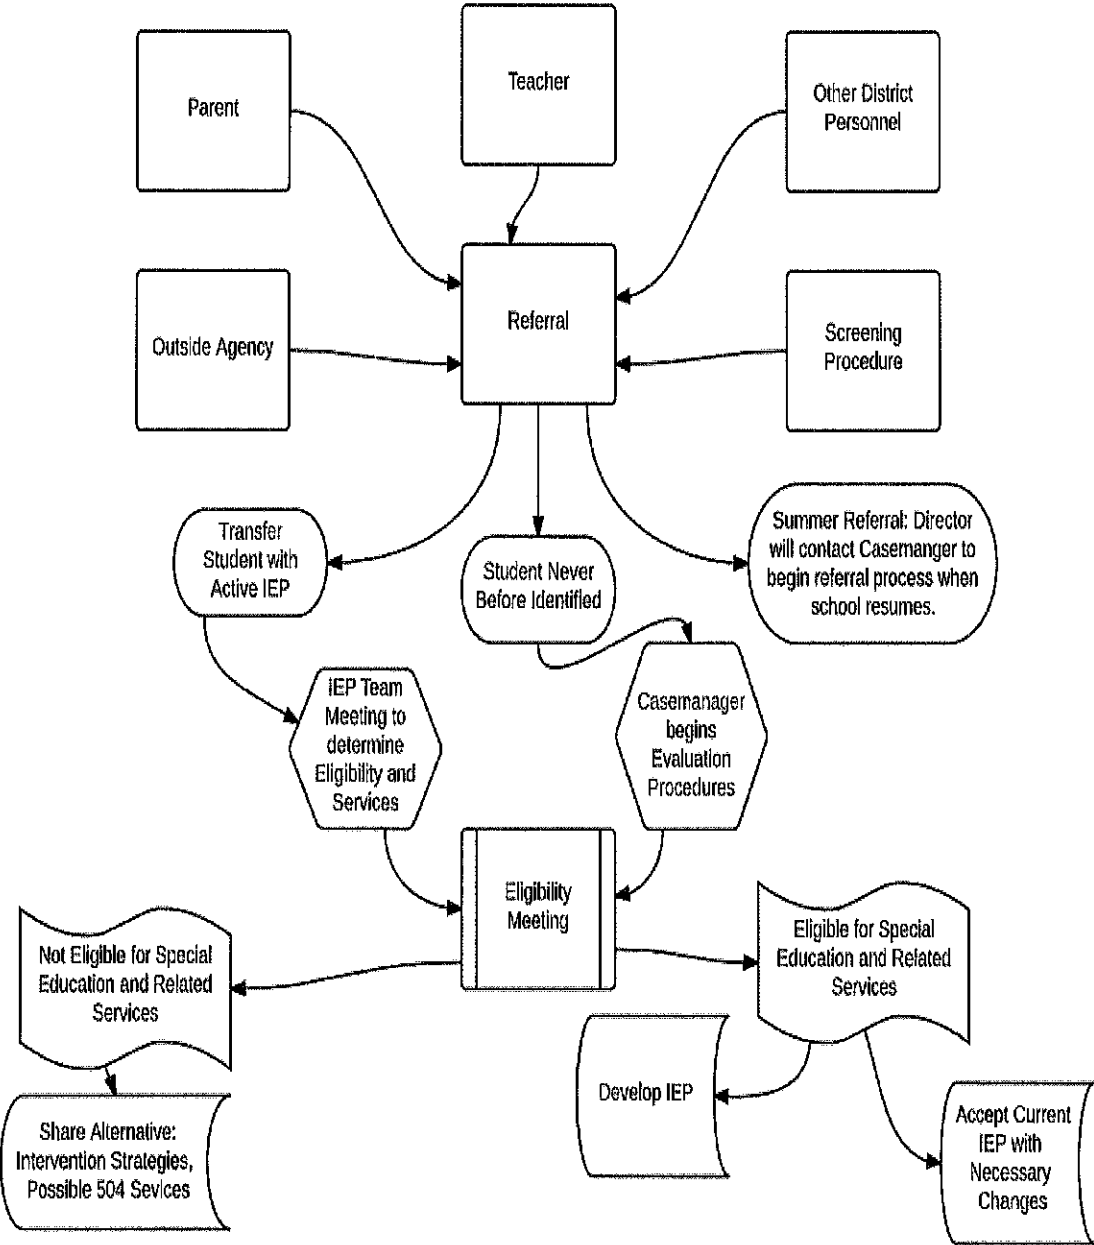 Parent
Teacher
Other District
Personnel
Outside Agency
Referral
Screening
Procedure
Transfer
Student with
Active IEP
Student Never
Before Identified
Summer Referral: Director
will contact Casemanger to
begin referral process when
school resumes.
IEP Team
Meeting to
determine
Eligibility and
Services
Casemanager
begins
Evaluation
Procedures
Eligibility
Meeting
Not Eligible for Special
Education and Related
Services
Eligible for Special
Education and Related
Services
Share Alternative:
Intervention Strategies,
Possible 504 Sevices
Develop IEP
Accept Current
IEP with
Necessary
Changes